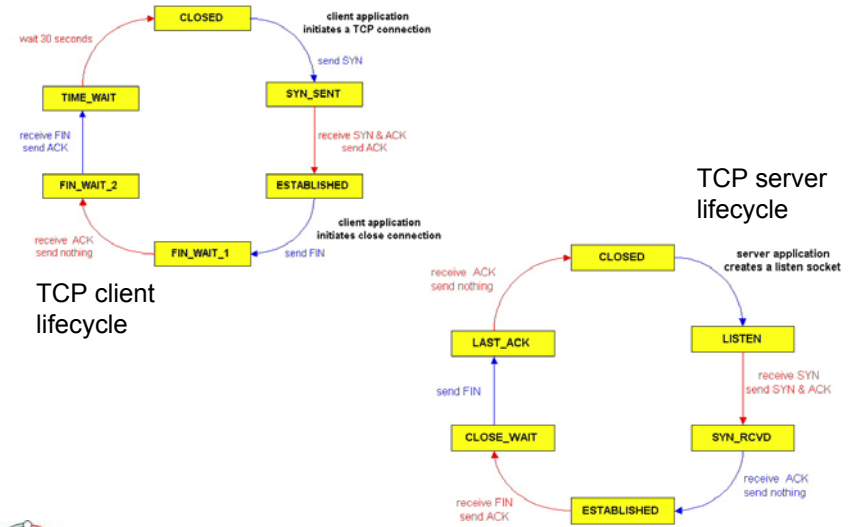 CLOSED
client application
initiates a TCP connection
wait 30 seconds
send SYN
TIME_WAIT
SYN_SENT
receive FIN
send ACK
receive SYN & ACK
send ACK
FIN_WAIT_2
ESTABLISHED
client application
initiates close connection
receive ACK
send nothing
FIN_WAIT_1
send FIN
TCP client
lifecycle
TCP server
lifecycle
CLOSED
server application
creates a listen socket
receive ACK
send nothing
LAST_ACK
LISTEN
receive SYN
send SYN & ACK
send FIN
CLOSE_WAIT
SYN_RCVD
receive ACK
send nothing
receive FIN
send ACK
ESTABLISHED